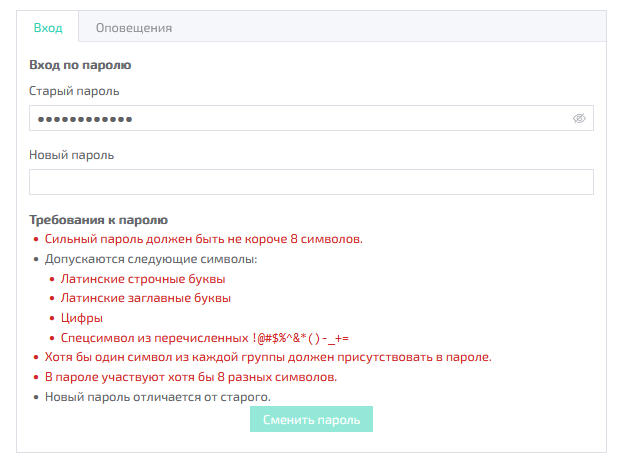 Вход Оповещения
Вход по паролю
Старый пароль
●●●●●●●●●●●●
Новый пароль
Требования к паролю
• Сильный пароль должен быть не короче 8 символов.
• Допускаются следующие символы:
• Латинские строчные буквы
• Латинские заглавные буквы
• Цифры
• Спецсимвол из перечисленных !@#$%^&*()-_+=
• Хотя бы один символ из каждой группы должен присутствовать в пароле.
• В пароле участвуют хотя бы 8 разных символов.
• Новый пароль отличается от старого.
Сменить пароль